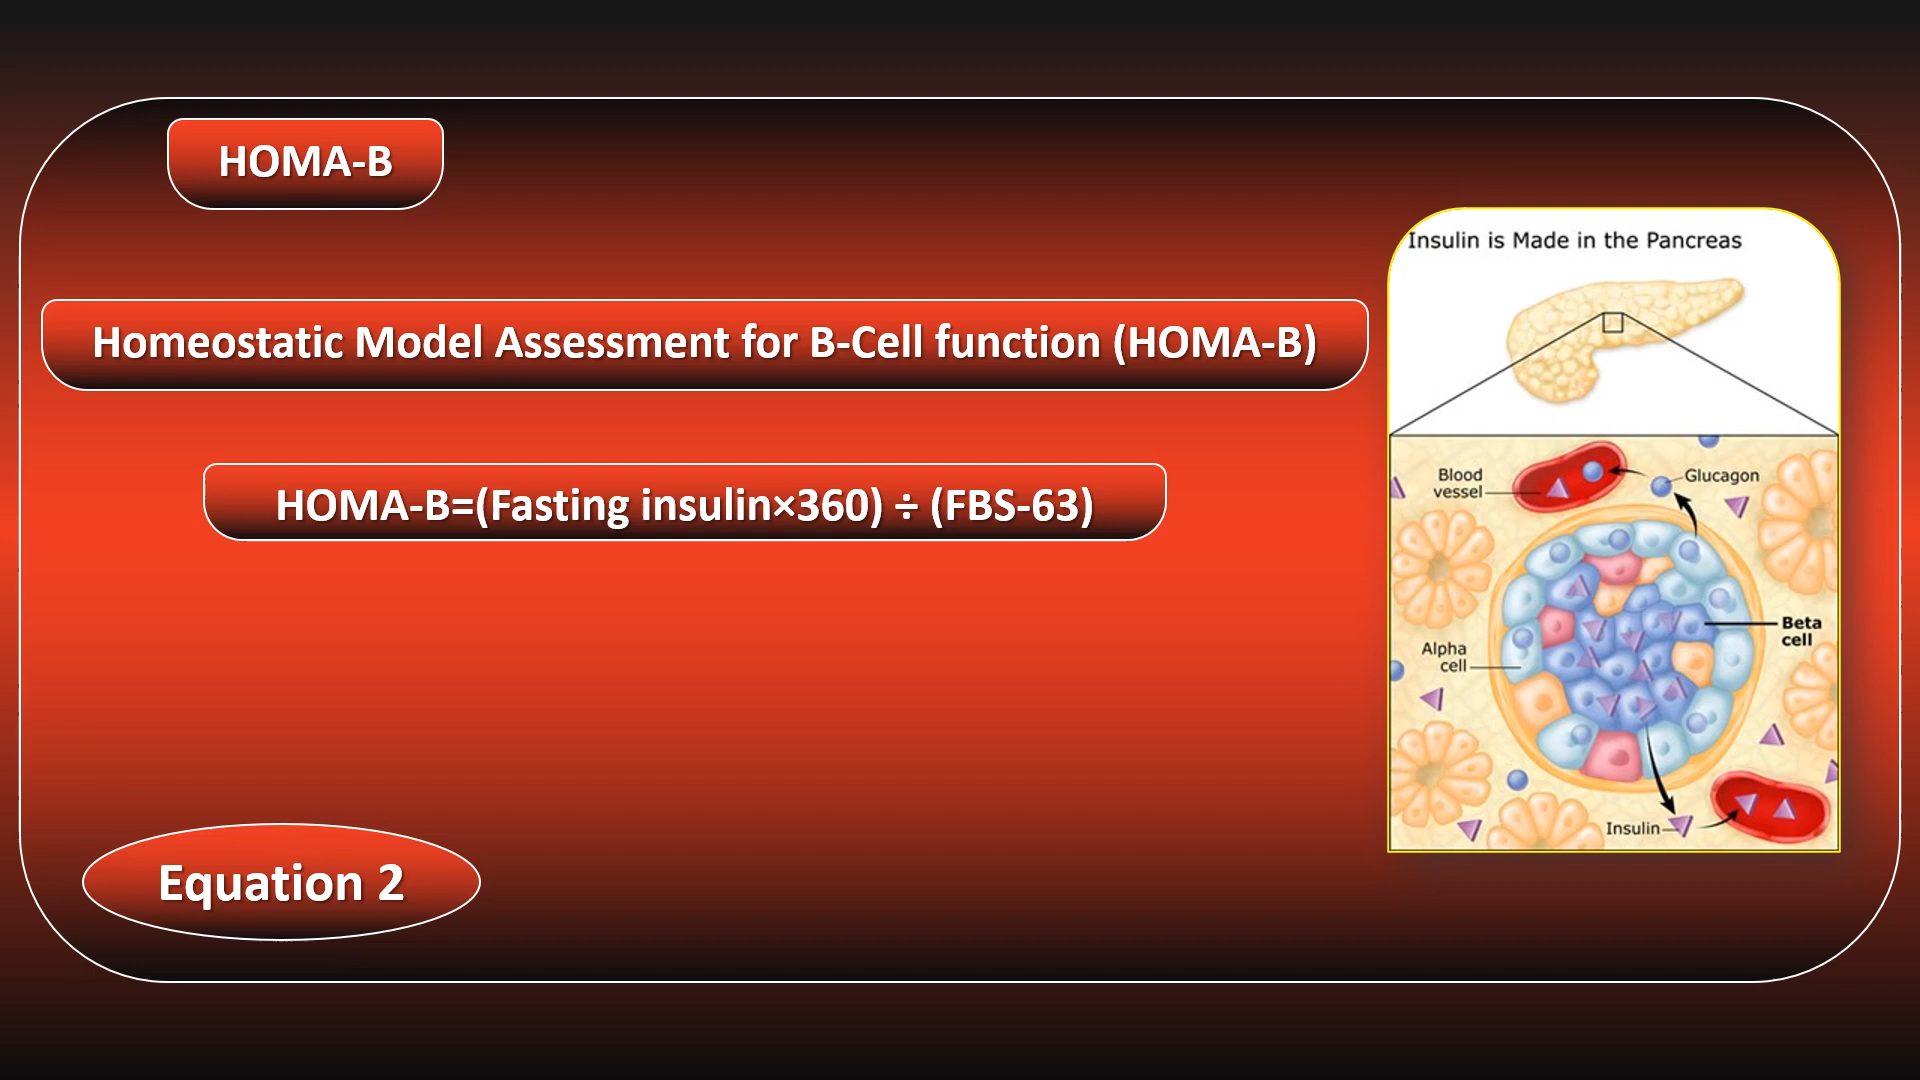 HOMA-B
Homeostatic Model Assessment for B-Cell function (HOMA-B)
HOMA-B=(Fasting insulin×360) ÷ (FBS-63)
Equation 2
Insulin is Made in the Pancreas
Blood
vessel
Glucagon
Beta
cell
Alpha
cell
Insulin